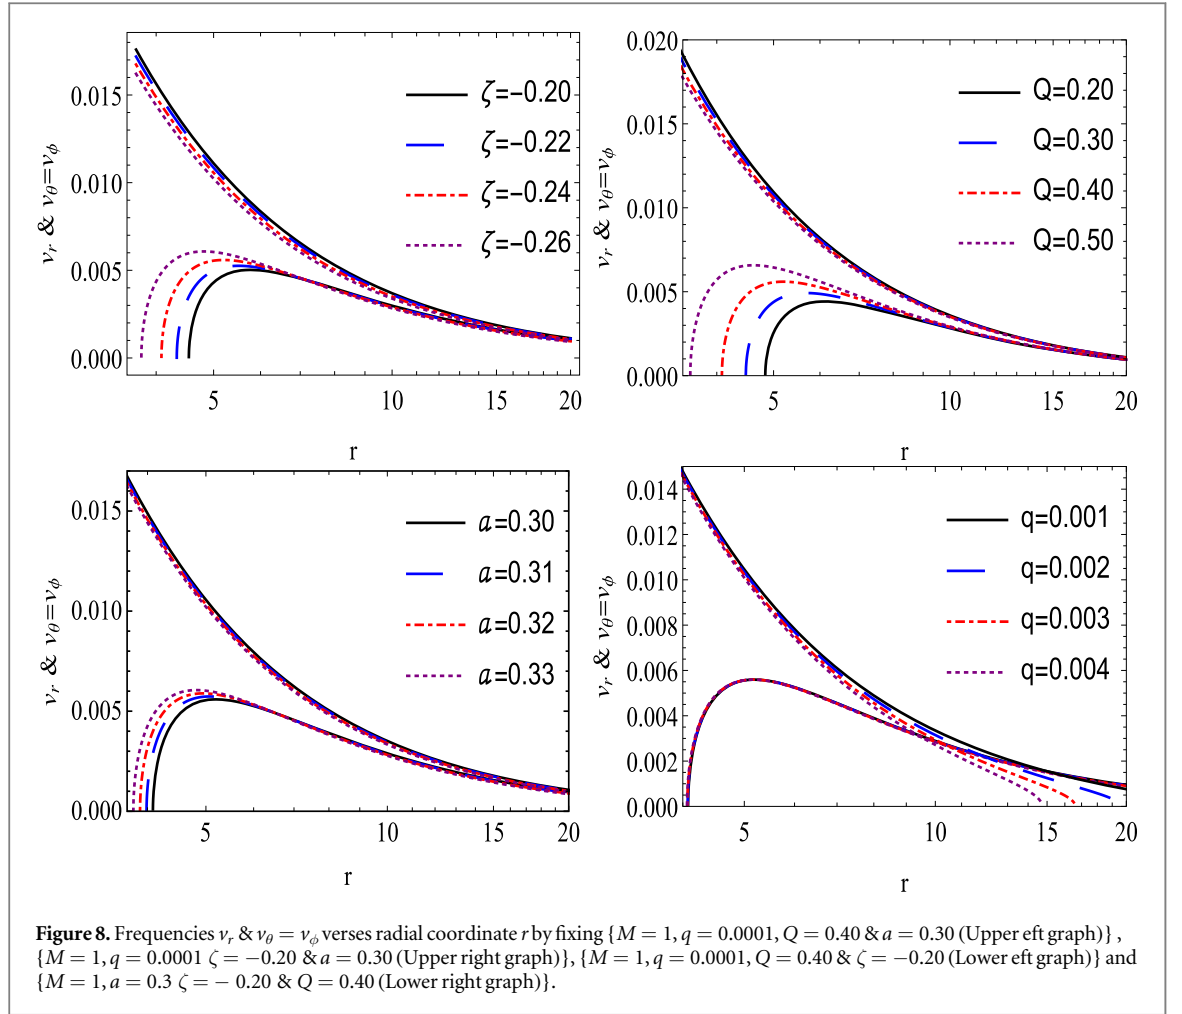 0.015
0.010
0.005
0.000
ν_r & ν_θ=ν_ϕ
ζ=−0.20
ζ=−0.22
ζ=−0.24
ζ=−0.26
5
10
15
20
r
0.020
0.015
0.010
0.005
0.000
ν_r & ν_θ=ν_ϕ
Q=0.20
Q=0.30
Q=0.40
Q=0.50
5
10
15
20
r
0.015
0.010
0.005
0.000
ν_r & ν_θ=ν_ϕ
a=0.30
a=0.31
a=0.32
a=0.33
5
10
15
20
r
0.014
0.012
0.010
0.008
0.006
0.004
0.002
0.000
ν_r & ν_θ=ν_ϕ
q=0.001
q=0.002
q=0.003
q=0.004
5
10
15
20
r
Figure 8. Frequencies ν_r & ν_θ = ν_ϕ verses radial coordinate r by fixing {M = 1, q = 0.0001, Q = 0.40 & a = 0.30 (Upper eft graph)} ,
{M = 1, q = 0.0001 ζ = −0.20 & a = 0.30 (Upper right graph)}, {M = 1, q = 0.0001, Q = 0.40 & ζ = −0.20 (Lower eft graph)} and
{M = 1, a = 0.3 ζ = − 0.20 & Q = 0.40 (Lower right graph)}.